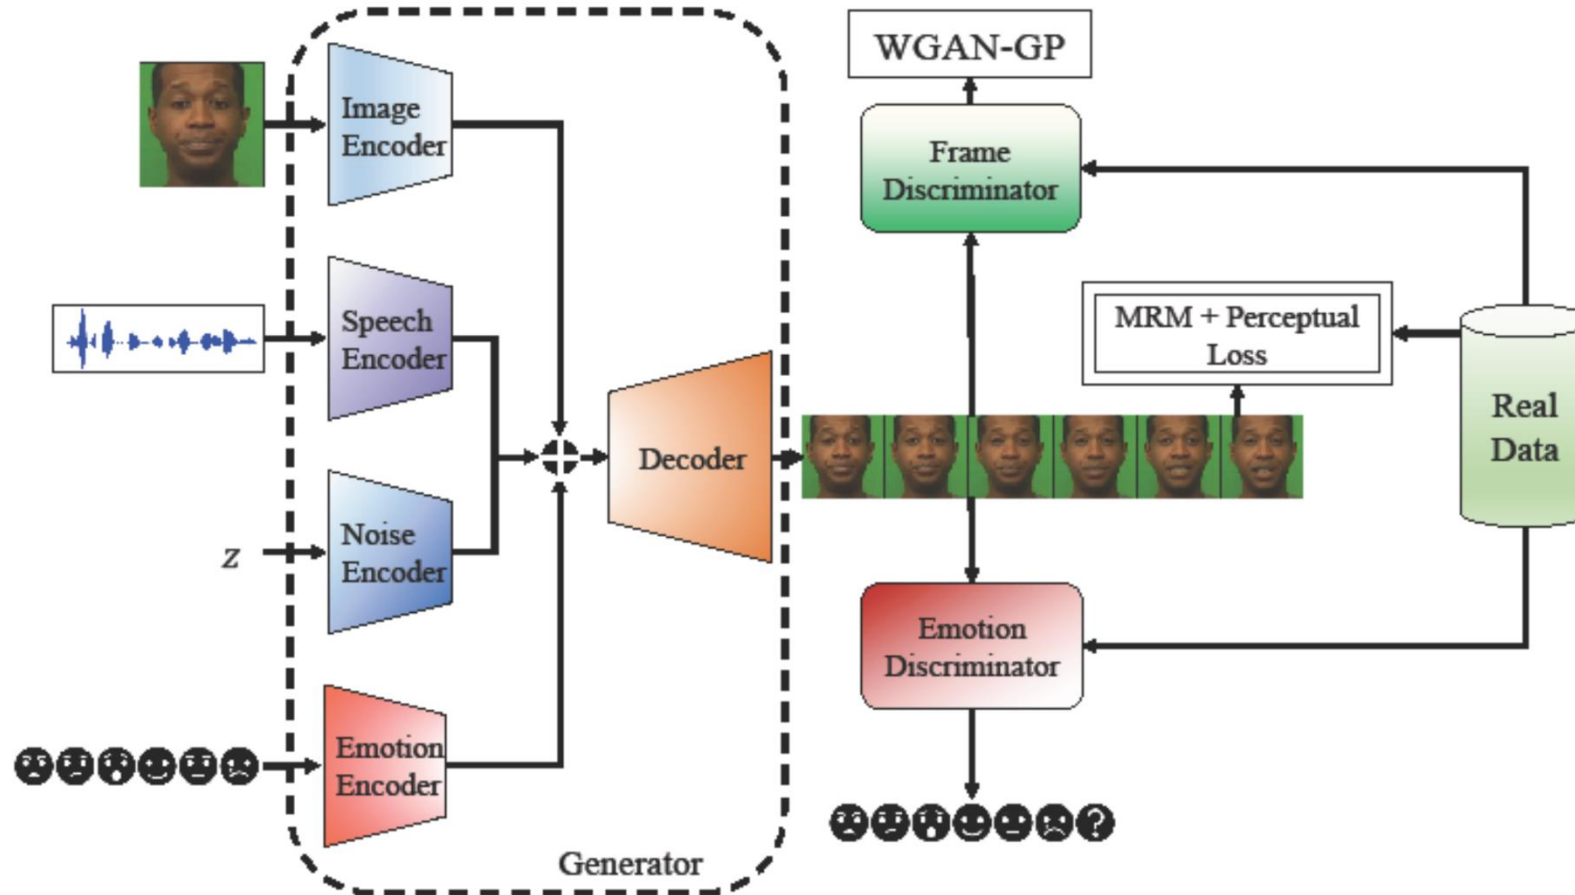 Image
Encoder
Speech
Encoder
z
Noise
Encoder
Emotion
Encoder
Generator
Decoder
WGAN-GP
Frame
Discriminator
MRM + Perceptual
Loss
Real
Data
Emotion
Discriminator
?